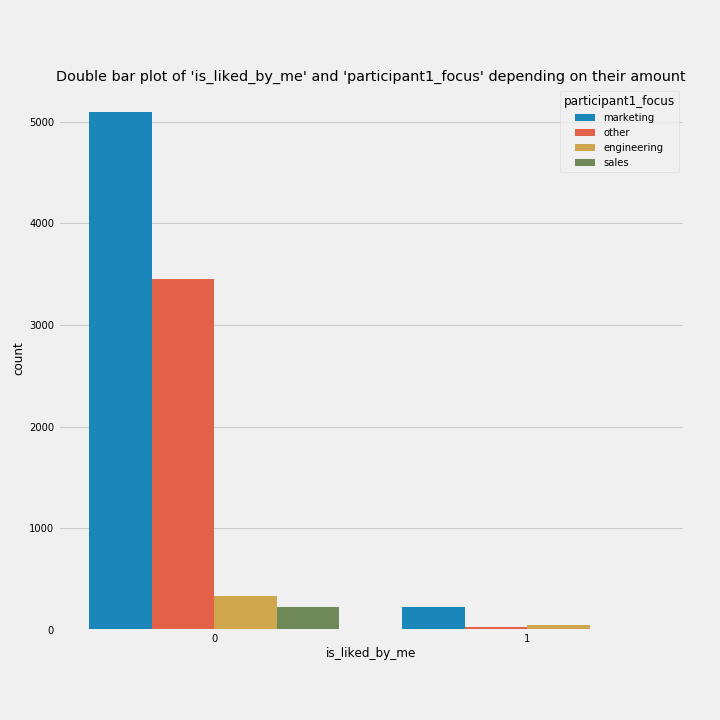 Double bar plot of 'is_liked_by_me' and 'participant1_focus' depending on their amount
participant1_focus
marketing
other
engineering
sales
5000
4000
3000
2000
1000
0
count
0 1
is_liked_by_me